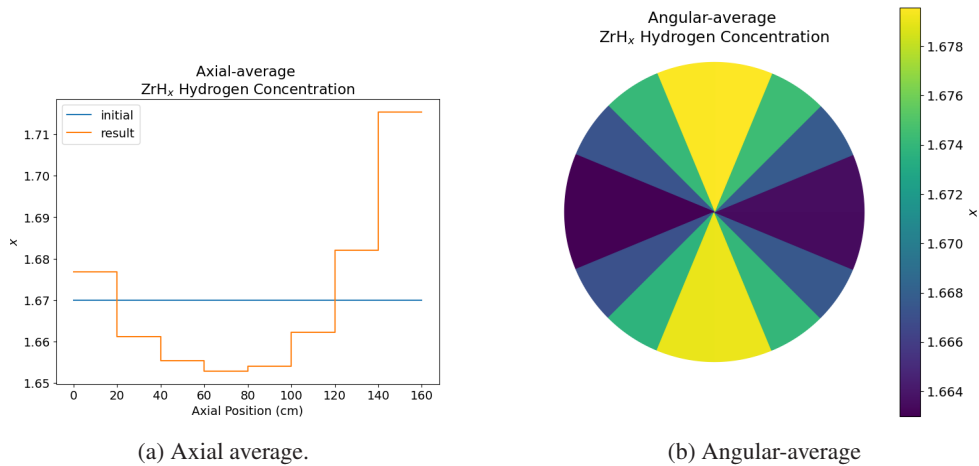 Axial-average
ZrHₓ Hydrogen Concentration
initial
result
1.71
1.70
1.69
1.68
1.67
1.66
1.65
x
0 20 40 60 80 100 120 140 160
Axial Position (cm)
(a) Axial average.
Angular-average
ZrHₓ Hydrogen Concentration
1.678
1.676
1.674
1.672
1.670
1.668
1.666
1.664
x
(b) Angular-average